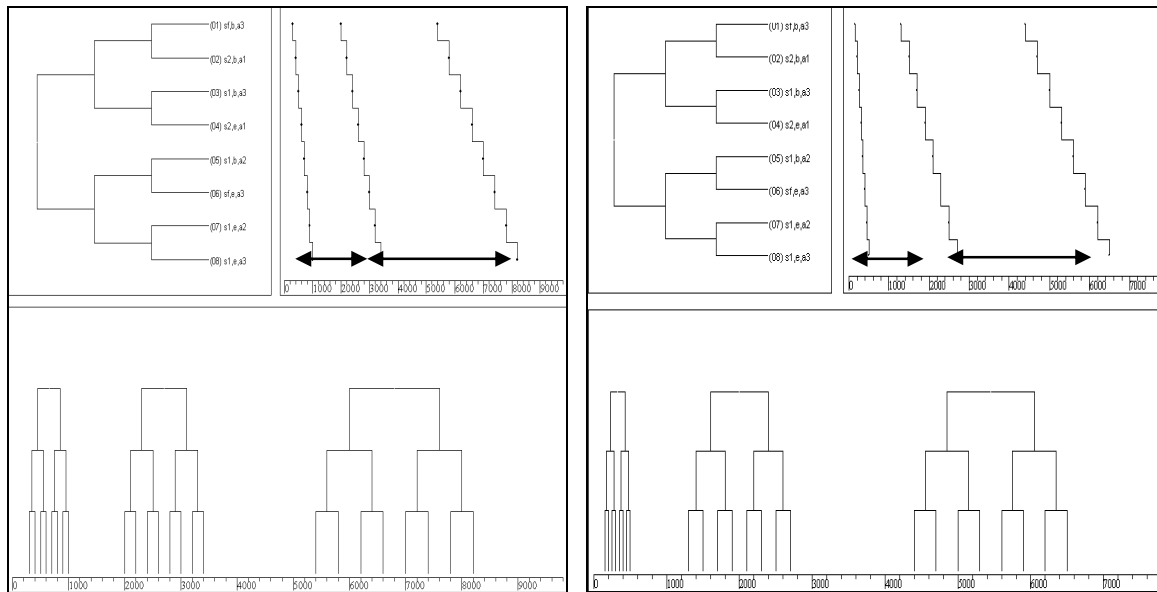 (01) sf,b,a3
(02) s2,b,a1
(03) s1,b,a3
(04) s2,e,a1
(05) s1,b,a2
(06) sf,e,a3
(07) s1,e,a2
(08) s1,e,a3
0 1000 2000 3000 4000 5000 6000 7000 8000 9000
0 1000 2000 3000 4000 5000 6000 7000 8000 9000
(01) sf,b,a3
(02) s2,b,a1
(03) s1,b,a3
(04) s2,e,a1
(05) s1,b,a2
(06) sf,e,a3
(07) s1,e,a2
(08) s1,e,a3
0 1000 2000 3000 4000 5000 6000 7000
0 1000 2000 3000 4000 5000 6000 7000